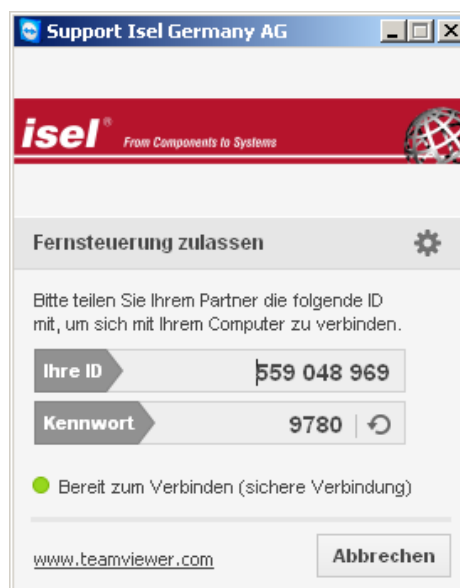 Support Isel Germany AG
isel® From Components to Systems
Fernsteuerung zulassen
Bitte teilen Sie Ihrem Partner die folgende ID
mit, um sich mit Ihrem Computer zu verbinden.
Ihre ID 559 048 969
Kennwort 9780
Bereit zum Verbinden (sichere Verbindung)
www.teamviewer.com Abbrechen